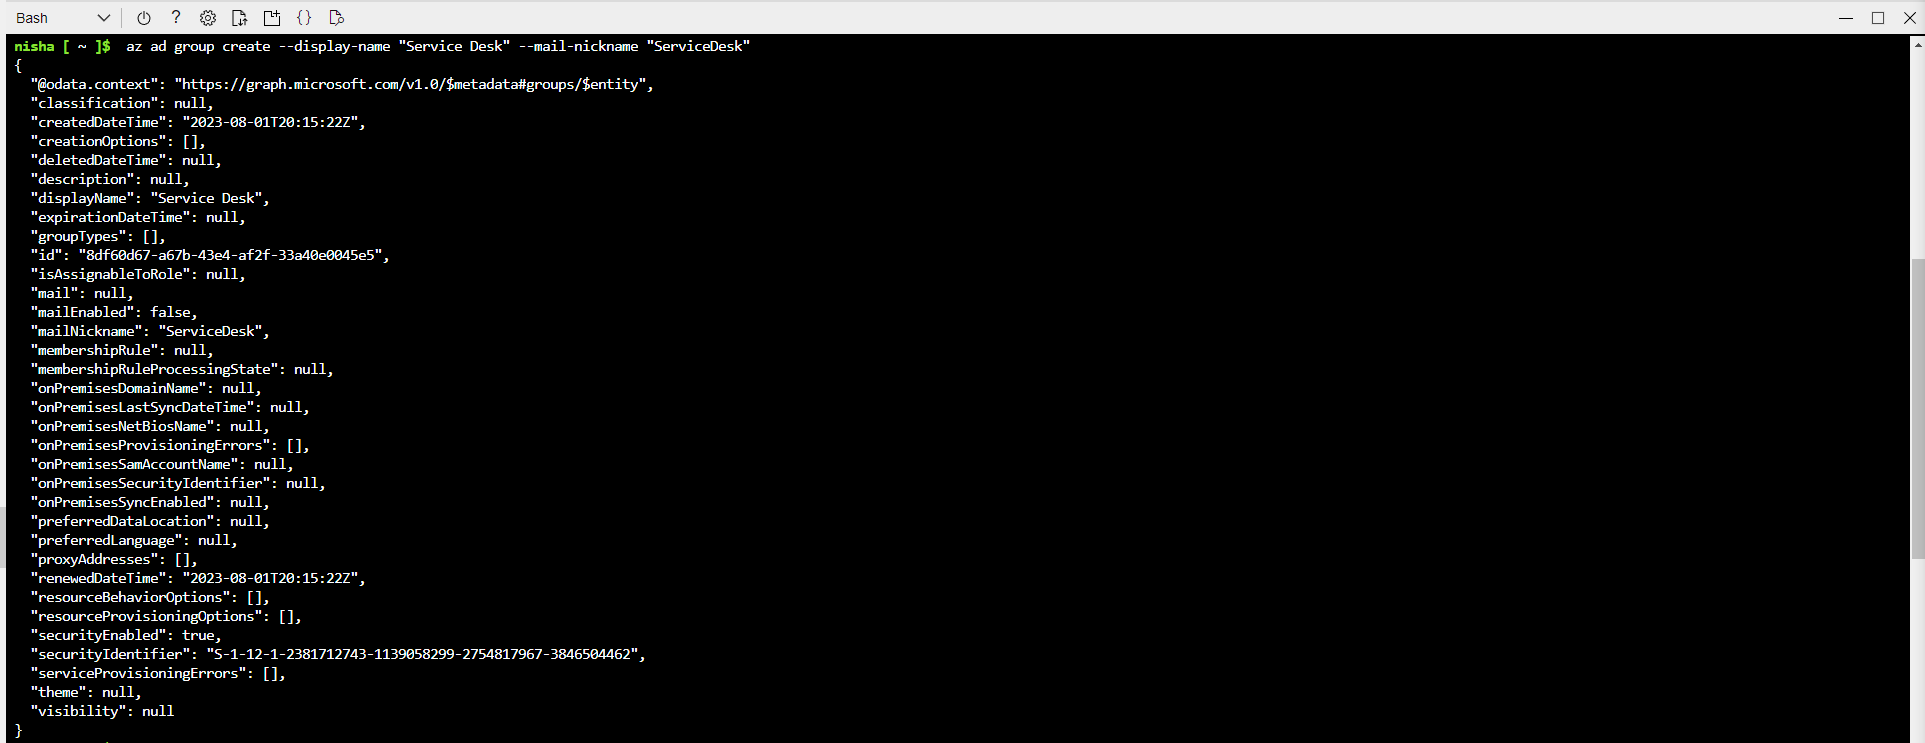 Bash
? {}
nisha [ ~ ]$ az ad group create --display-name "Service Desk" --mail-nickname "ServiceDesk"
{
"@odata.context": "https://graph.microsoft.com/v1.0/$metadata#groups/$entity",
"classification": null,
"createdDateTime": "2023-08-01T20:15:22Z",
"creationOptions": [],
"deletedDateTime": null,
"description": null,
"displayName": "Service Desk",
"expirationDateTime": null,
"groupTypes": [],
"id": "8df60d67-a67b-43e4-af2f-33a40e0045e5",
"isAssignableToRole": null,
"mail": null,
"mailEnabled": false,
"mailNickname": "ServiceDesk",
"membershipRule": null,
"membershipRuleProcessingState": null,
"onPremisesDomainName": null,
"onPremisesLastSyncDateTime": null,
"onPremisesNetBiosName": null,
"onPremisesProvisioningErrors": [],
"onPremisesSamAccountName": null,
"onPremisesSecurityIdentifier": null,
"onPremisesSyncEnabled": null,
"preferredDataLocation": null,
"preferredLanguage": null,
"proxyAddresses": [],
"renewedDateTime": "2023-08-01T20:15:22Z",
"resourceBehaviorOptions": [],
"resourceProvisioningOptions": [],
"securityEnabled": true,
"securityIdentifier": "S-1-12-1-2381712743-1139058299-2754817967-3846504462",
"serviceProvisioningErrors": [],
"theme": null,
"visibility": null
}